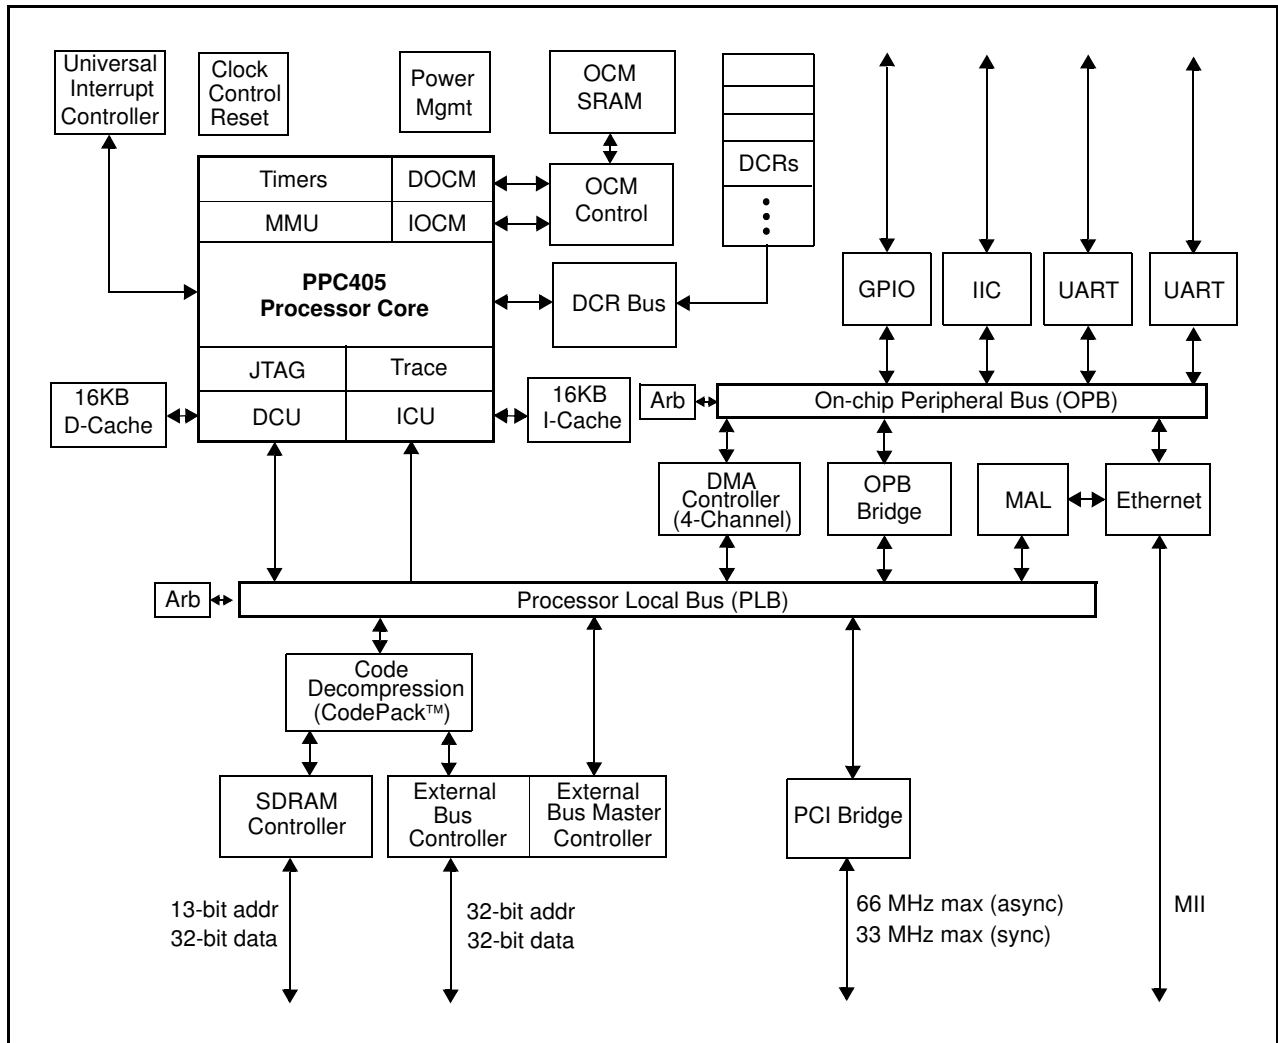 Universal
Interrupt
Controller
Clock
Control
Reset
Power
Mgmt
OCM
SRAM
DCRs
Timers
DOCM
MMU
IOCM
OCM
Control
PPC405
Processor Core
DCR Bus
GPIO
IIC
UART
UART
JTAG
Trace
DCU
ICU
16KB
D-Cache
16KB
I-Cache
Arb
On-chip Peripheral Bus (OPB)
DMA
Controller
(4-Channel)
OPB
Bridge
MAL
Ethernet
Arb
Processor Local Bus (PLB)
Code
Decompression
(CodePack™)
SDRAM
Controller
External
Bus
Controller
External
Bus Master
Controller
PCI Bridge
13-bit addr
32-bit data
32-bit addr
32-bit data
66 MHz max (async)
33 MHz max (sync)
MII